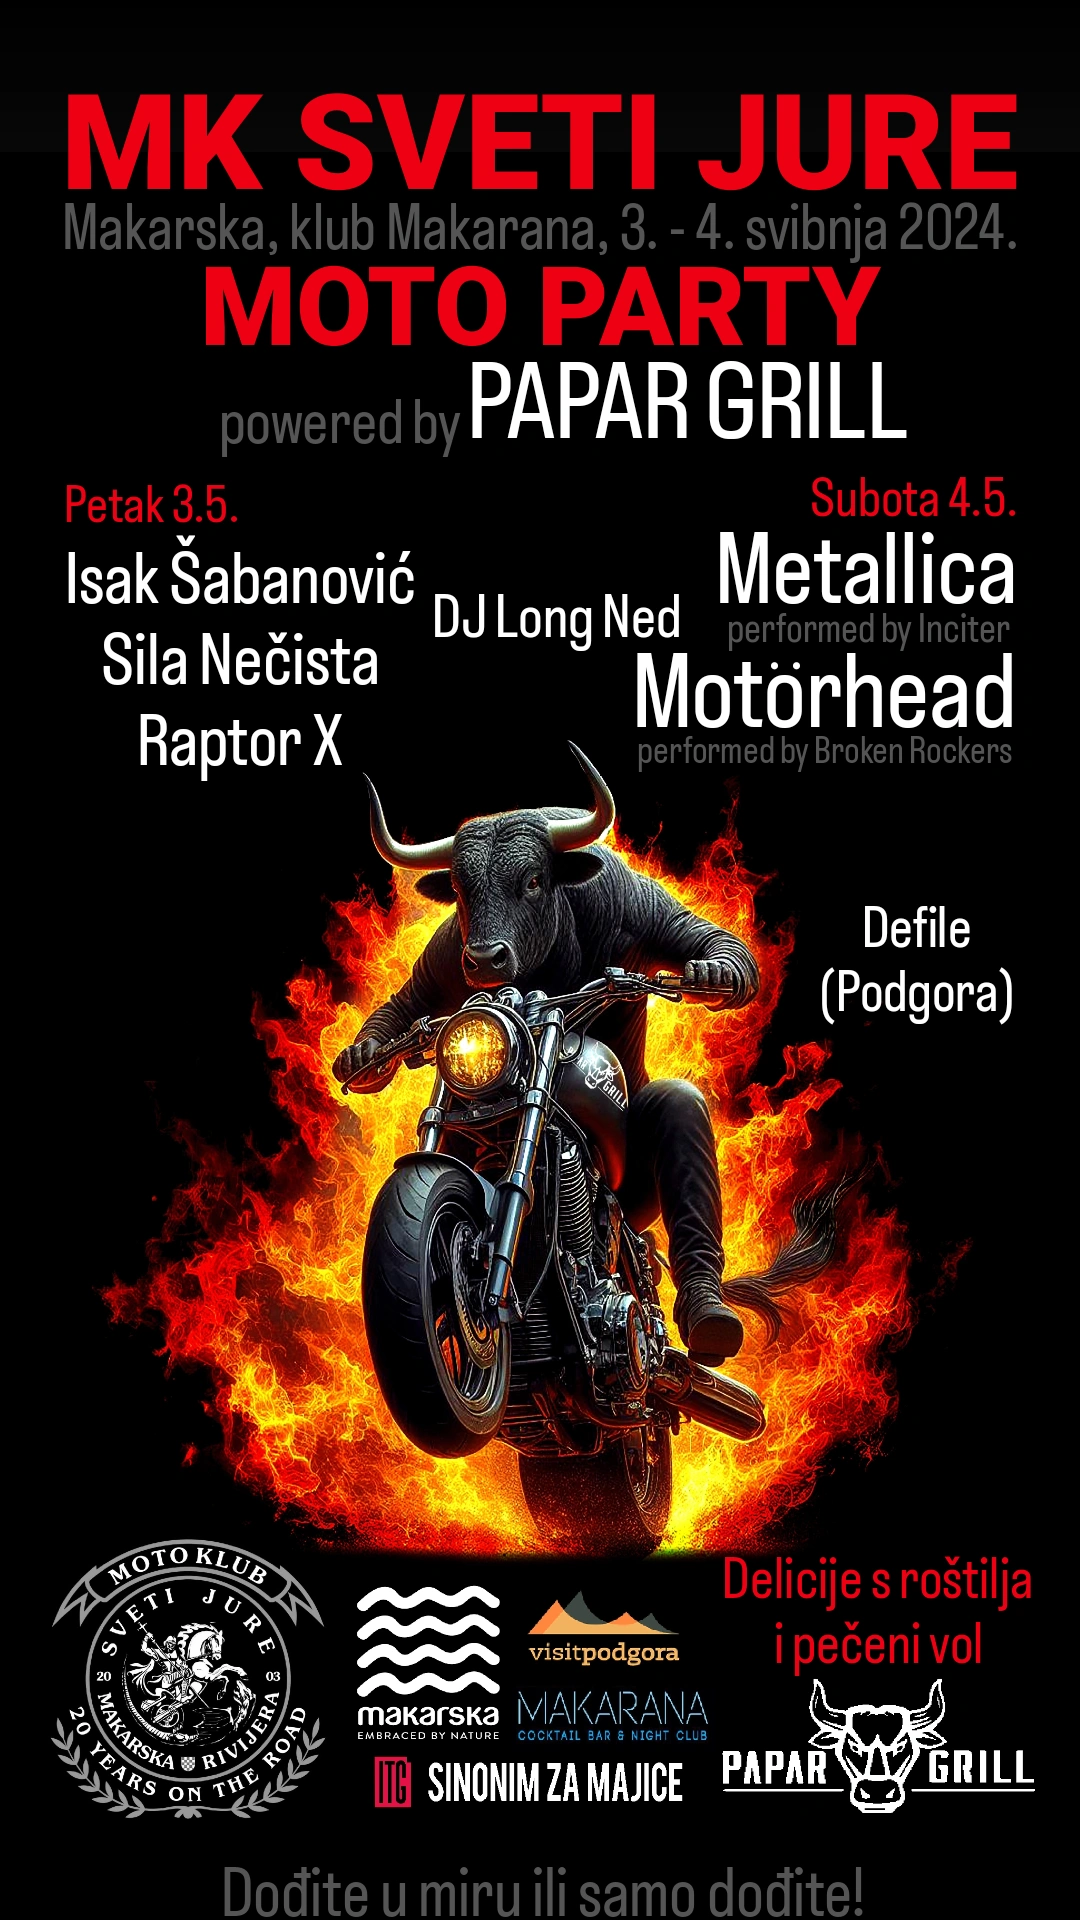 MK SVETI JURE
Makarska, klub Makarana, 3. - 4. svibnja 2024.
MOTO PARTY
powered by PAPAR GRILL
Petak 3.5.
Isak Šabanović
Sila Nečista
Raptor X
DJ Long Ned
Subota 4.5.
Metallica
performed by Inciter
Motörhead
performed by Broken Rockers
Defile
(Podgora)
GRILL
MOTO KLUB
SVETI JURE
20 03
MAKARSKA RIVIJERA
20 YEARS ON THE ROAD
makarska
EMBRACED BY NATURE
visitpodgora
MAKARANA
COCKTAIL BAR & NIGHT CLUB
ITG SINONIM ZA MAJICE
Delicije s roštilja
i pečeni vol
PAPAR GRILL
Dođite u miru ili samo dođite!